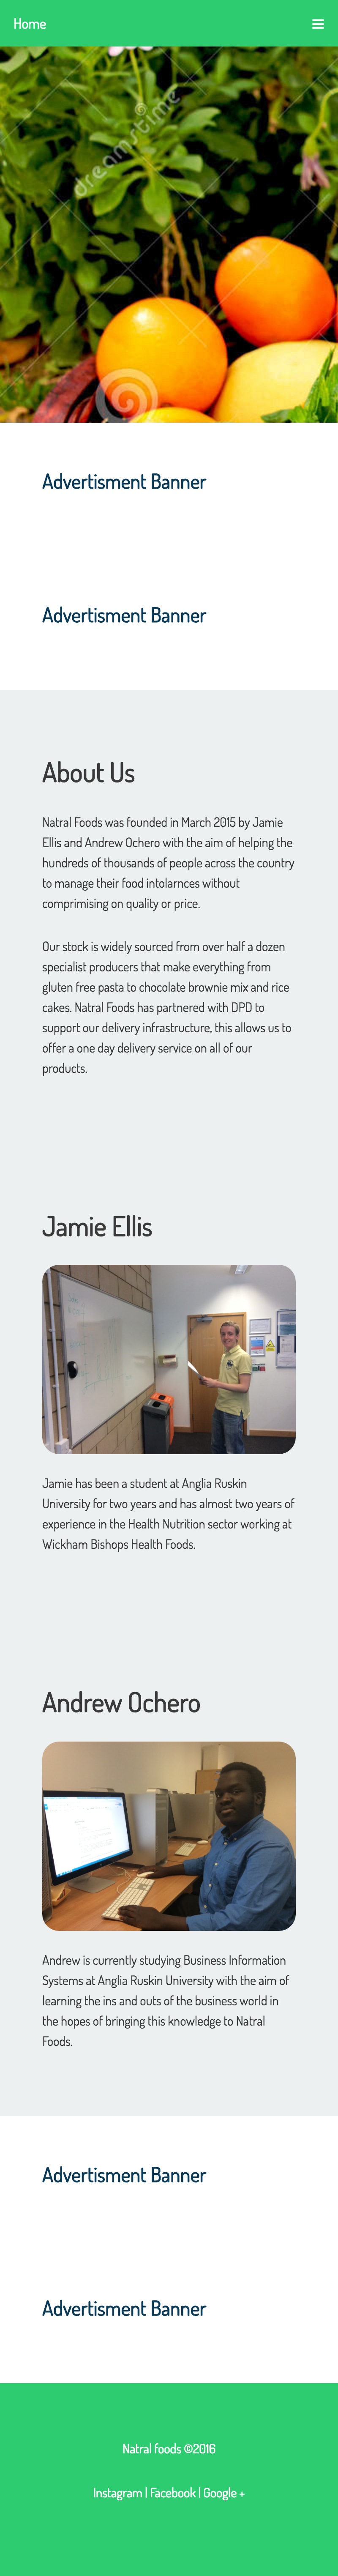 Home
dreamstime
Advertisment Banner
Advertisment Banner
About Us
Natral Foods was founded in March 2015 by Jamie
Ellis and Andrew Ochero with the aim of helping the
hundreds of thousands of people across the country
to manage their food intolarnces without
comprimising on quality or price.
Our stock is widely sourced from over half a dozen
specialist producers that make everything from
gluten free pasta to chocolate brownie mix and rice
cakes. Natral Foods has partnered with DPD to
support our delivery infrastructure, this allows us to
offer a one day delivery service on all of our
products.
Jamie Ellis
Jamie has been a student at Anglia Ruskin
University for two years and has almost two years of
experience in the Health Nutrition sector working at
Wickham Bishops Health Foods.
Andrew Ochero
Andrew is currently studying Business Information
Systems at Anglia Ruskin University with the aim of
learning the ins and outs of the business world in
the hopes of bringing this knowledge to Natral
Foods.
Advertisment Banner
Advertisment Banner
Natral foods ©2016
Instagram | Facebook | Google +